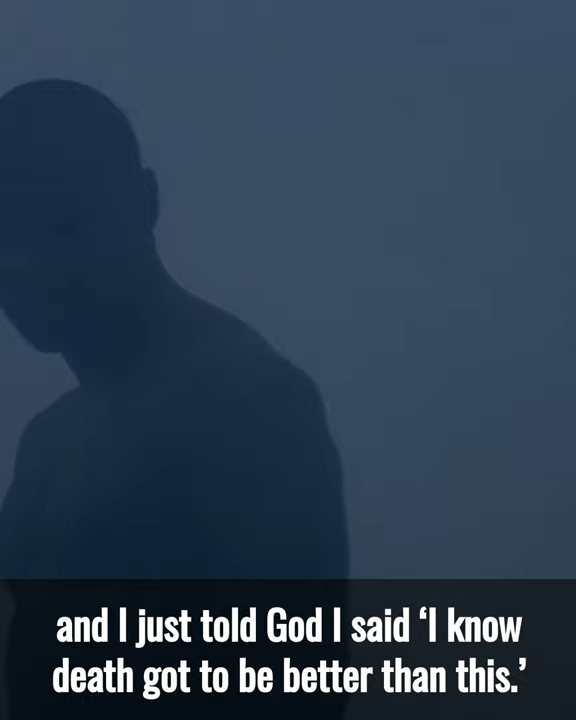 and I just told God I said ‘I know
death got to be better than this.’